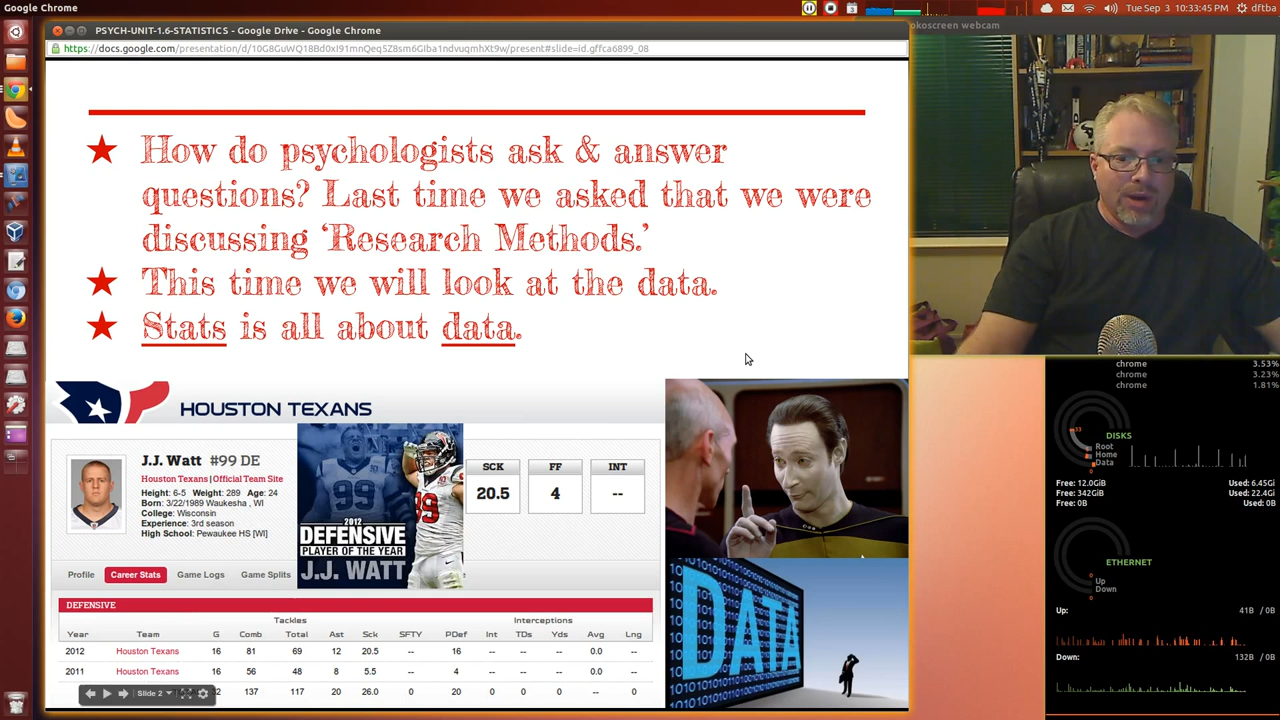 Google Chrome
Tue Sep 3 10:33:45 PM
dftba
PSYCH-UNIT-1.6-STATISTICS - Google Drive - Google Chrome
okoscreen webcam
★ How do psychologists ask & answer
questions? Last time we asked that we were
discussing ‘Research Methods.’
★ This time we will look at the data.
★ Stats is all about data.
HOUSTON TEXANS
J.J. Watt #99 DE
Houston Texans | Official Team Site
Height: 6-5 Weight: 289 Age: 24
Born: 3/22/1989 Waukesha , WI
College: Wisconsin
Experience: 3rd season
High School: Pewaukee HS [WI]
99
99
2012
DEFENSIVE
PLAYER OF THE YEAR
J.J. WATT
SCK FF INT
20.5 4 --
Profile Career Stats Game Logs Game Splits
DEFENSIVE
Tackles Interceptions
Year Team G Comb Total Ast Sck SFTY PDef Int TDs Yds Avg Lng
2012 Houston Texans 16 81 69 12 20.5 -- 16 -- -- -- 0.0 --
2011 Houston Texans 16 56 48 8 5.5 -- 4 -- -- -- 0.0 --
32 137 117 20 26.0 0 20 0 0 0 -- 0
Slide 2
DATA
chrome 3.53%
chrome 3.23%
chrome 1.81%
DISKS
Root
Home
Data
Free: 12.0GiB Used: 6.45Gi
Free: 342GiB Used: 22.4Gi
Free: 0B Used: 0B
ETHERNET
Up
Down
Up: 41B / 0B
Down: 132B / 0B